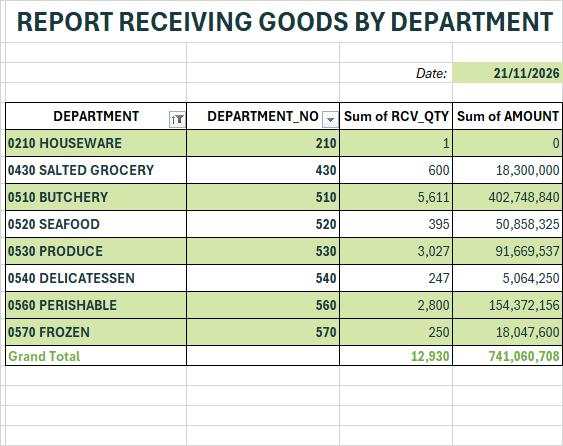 REPORT RECEIVING GOODS BY DEPARTMENT
Date: 21/11/2026
DEPARTMENT DEPARTMENT_NO Sum of RCV_QTY Sum of AMOUNT
0210 HOUSEWARE 210 1 0
0430 SALTED GROCERY 430 600 18,300,000
0510 BUTCHERY 510 5,611 402,748,840
0520 SEAFOOD 520 395 50,858,325
0530 PRODUCE 530 3,027 91,669,537
0540 DELICATESSEN 540 247 5,064,250
0560 PERISHABLE 560 2,800 154,372,156
0570 FROZEN 570 250 18,047,600
Grand Total 12,930 741,060,708